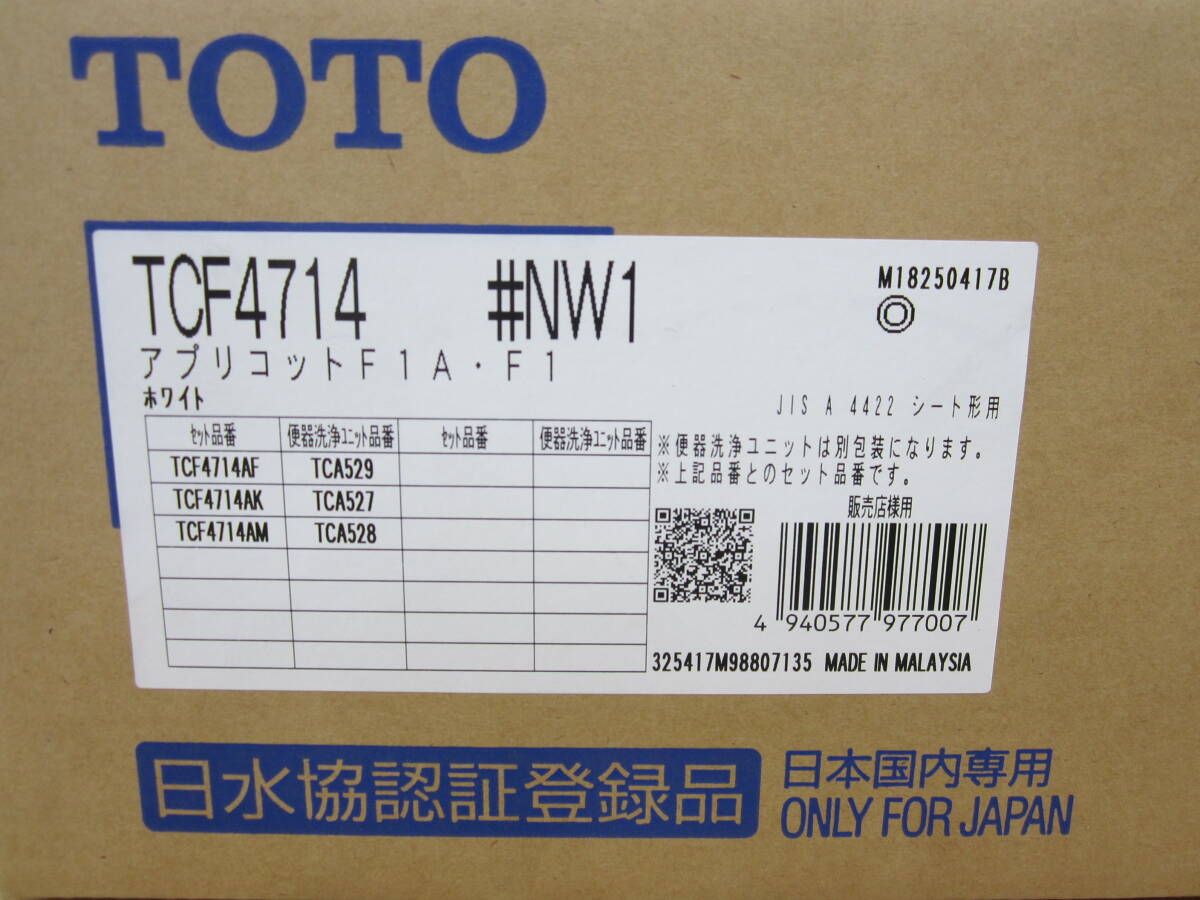 TOTO
TCF4714 #NW1
M18250417B
アプリコットF1A・F1
ホワイト
JIS A 4422 シート形用
セット品番 便器洗浄ユニット品番 セット品番 便器洗浄ユニット品番
TCF4714AF TCA529
TCF4714AK TCA527
TCF4714AM TCA528
※便器洗浄ユニットは別包装になります。
※上記品番とのセット品番です。
販売店様用
4 940577 977007
325417M98807135 MADE IN MALAYSIA
日水協認証登録品
日本国内専用
ONLY FOR JAPAN